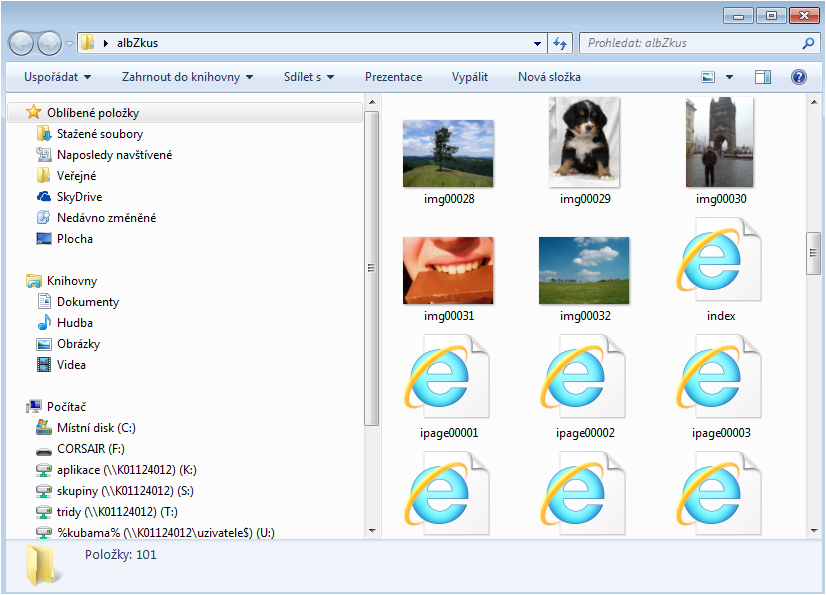 albZkus
Prohledat: albZkus
Uspořádat
Zahrnout do knihovny
Sdílet s
Prezentace
Vypálit
Nová složka
Oblíbené položky
Stažené soubory
Naposledy navštívené
Veřejné
SkyDrive
Nedávno změněné
Plocha
Knihovny
Dokumenty
Hudba
Obrázky
Videa
Počítač
Místní disk (C:)
CORSAIR (F:)
aplikace (\\K01124012) (K:)
skupiny (\\K01124012) (S:)
tridy (\\K01124012) (T:)
%kubama% (\\K01124012\uzivatele$) (U:)
img00028
img00029
img00030
img00031
img00032
index
ipage00001
ipage00002
ipage00003
Položky: 101